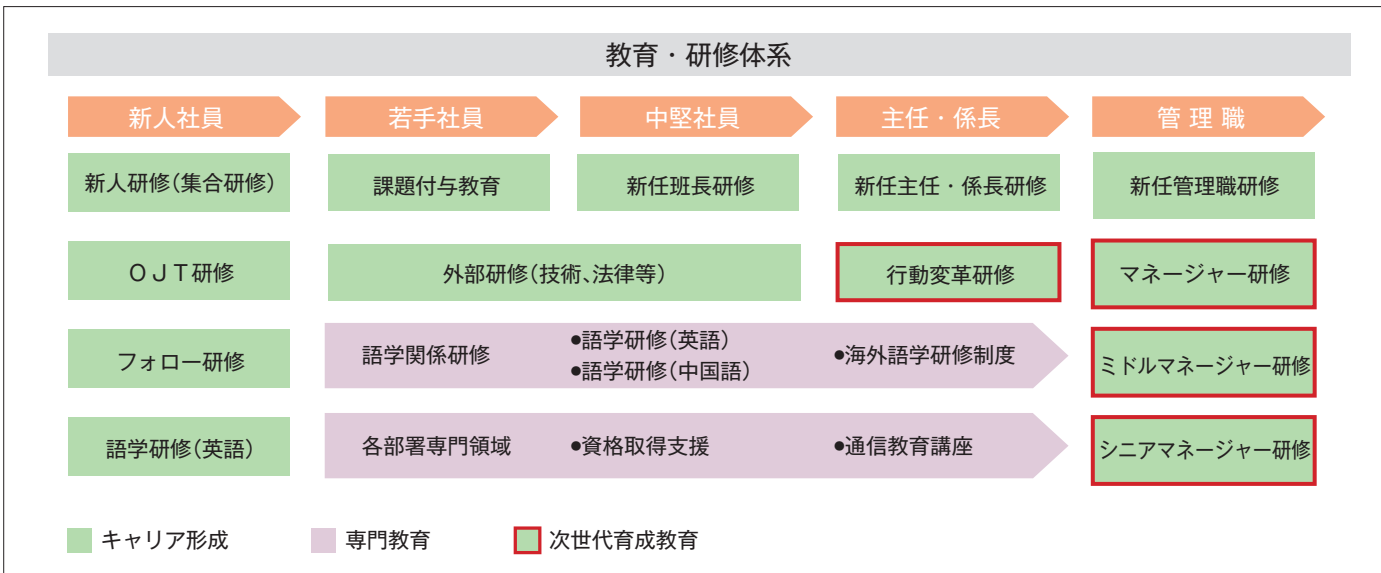 教育・研修体系
新人社員
若手社員
中堅社員
主任・係長
管理職
新人研修(集合研修)
課題付与教育
新任班長研修
新任主任・係長研修
新任管理職研修
OJT研修
外部研修(技術、法律等)
行動変革研修
マネージャー研修
フォロー研修
語学関係研修
●語学研修(英語)
●語学研修(中国語)
●海外語学研修制度
ミドルマネージャー研修
語学研修(英語)
各部署専門領域
●資格取得支援
●通信教育講座
シニアマネージャー研修
キャリア形成
専門教育
次世代育成教育